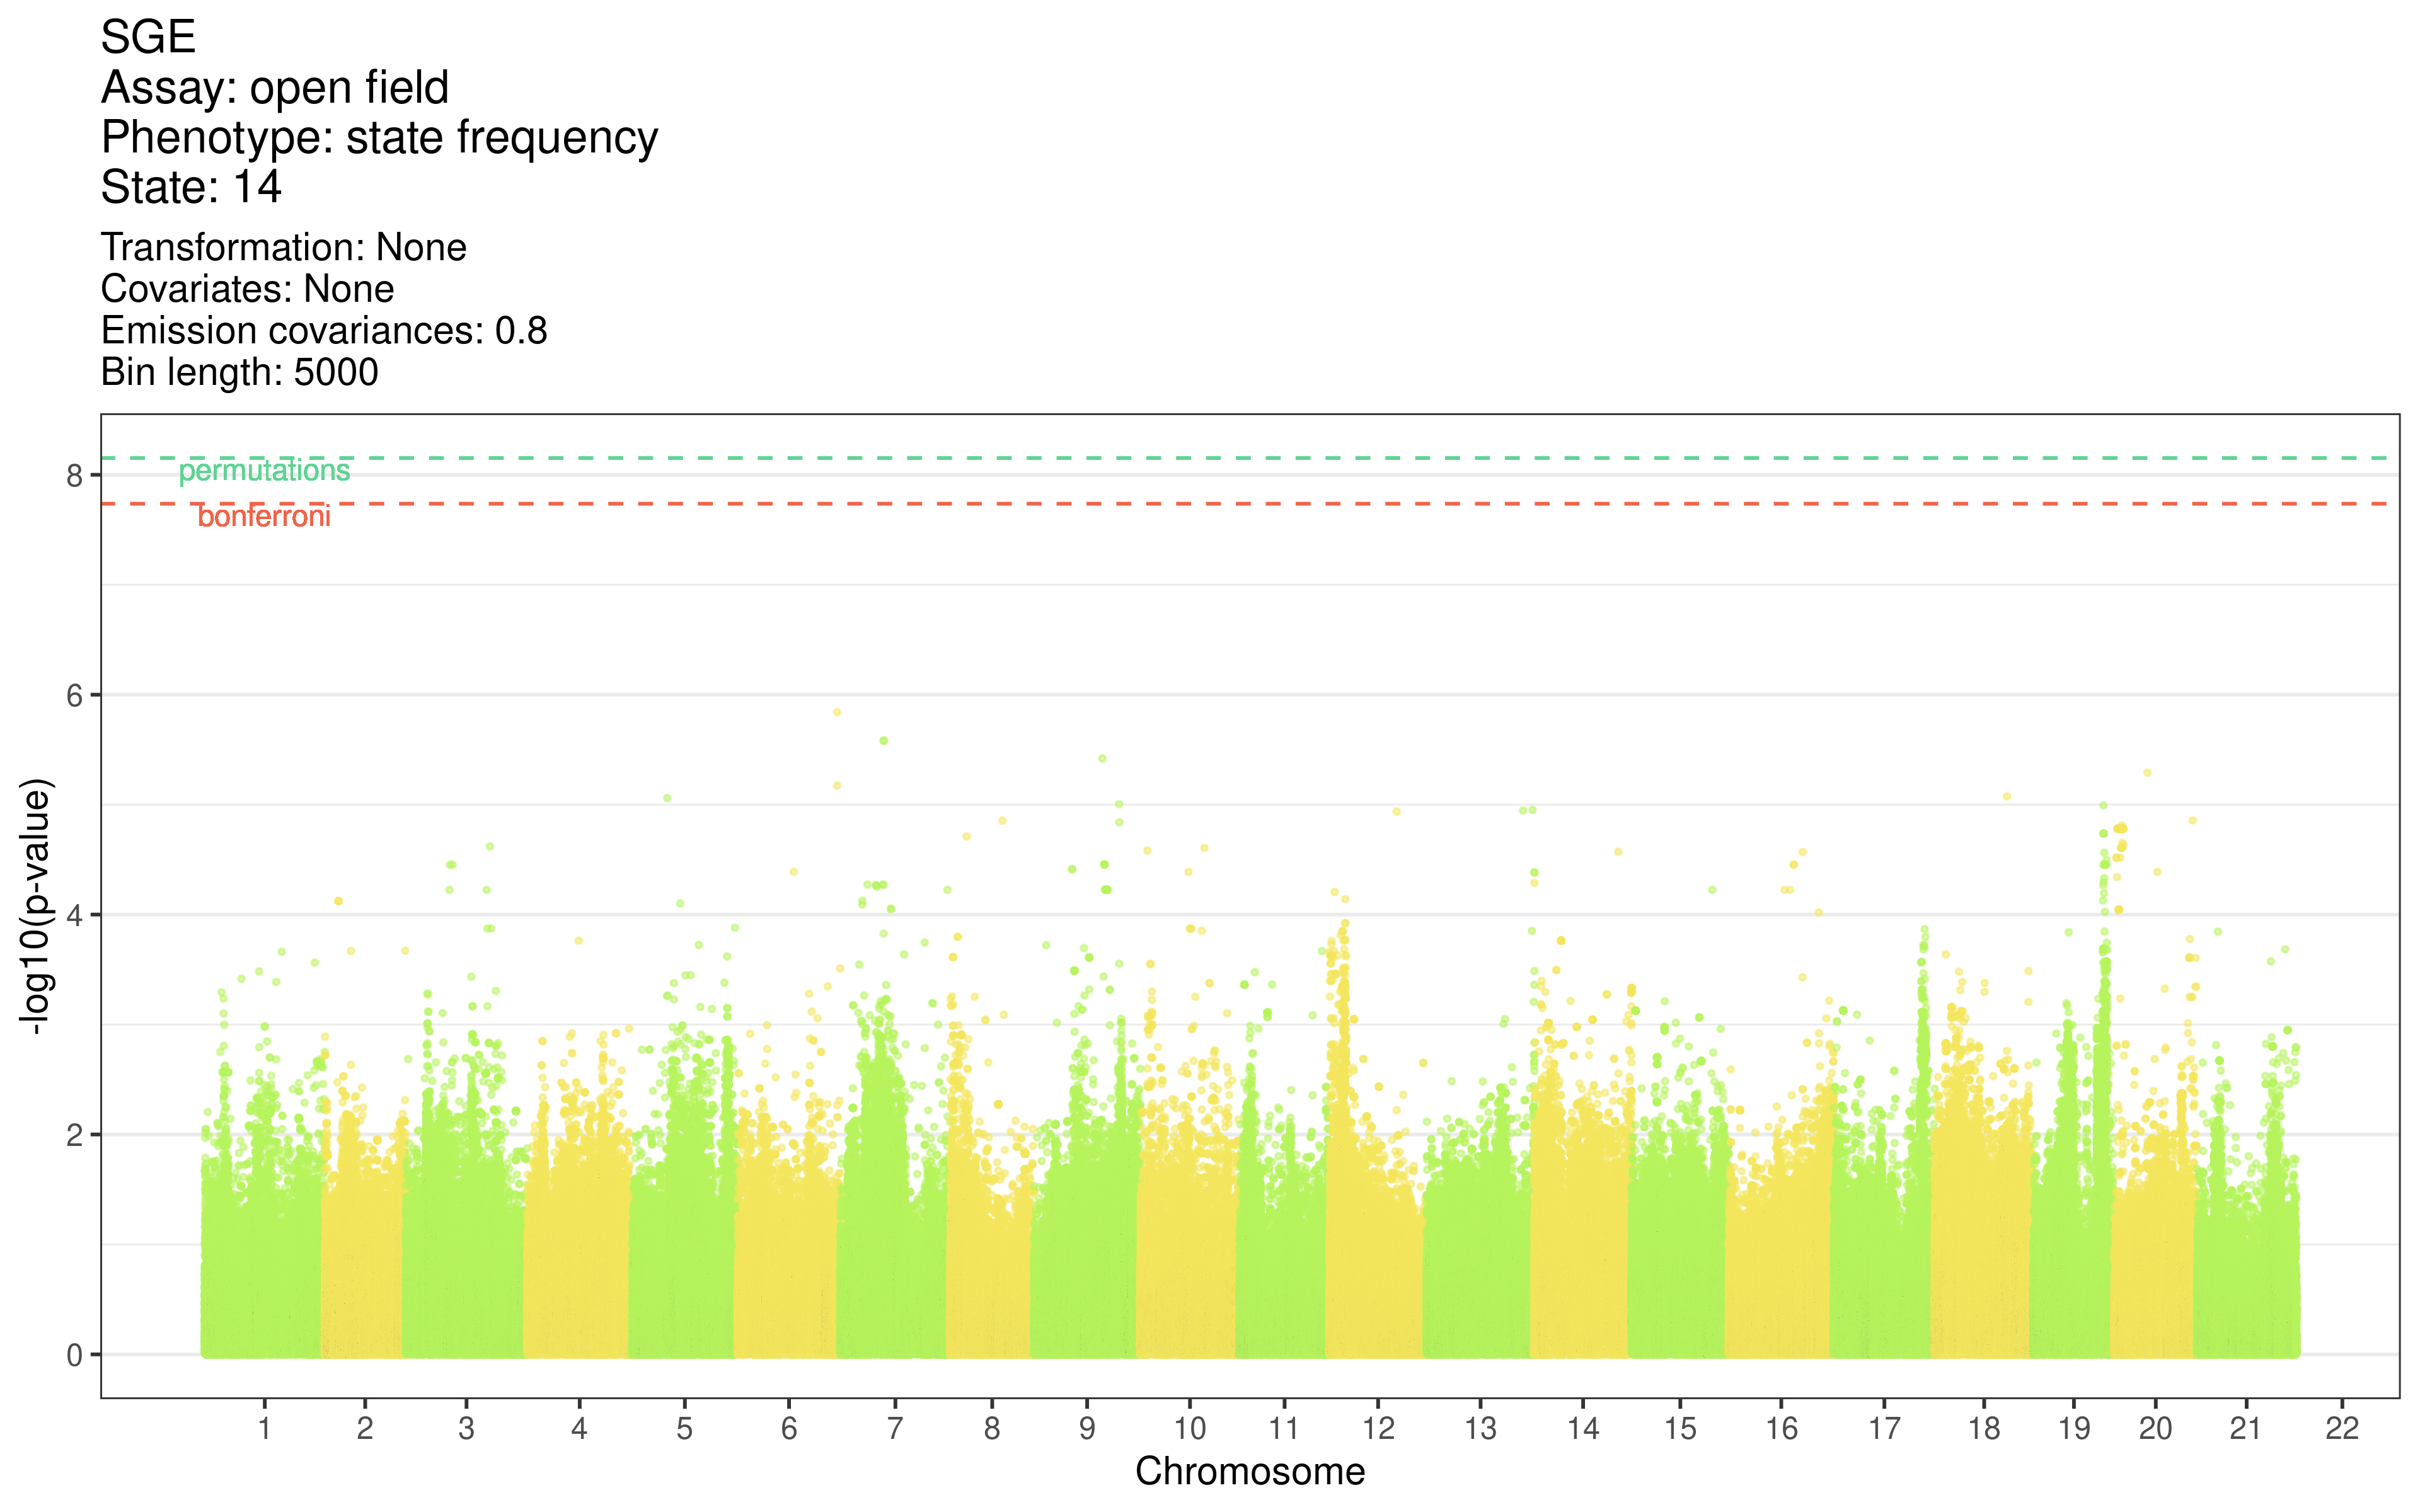 SGE
Assay: open field
Phenotype: state frequency
State: 14
Transformation: None
Covariates: None
Emission covariances: 0.8
Bin length: 5000
permutations
bonferroni
8
6
4
2
0
-log10(p-value)
1 2 3 4 5 6 7 8 9 10 11 12 13 14 15 16 17 18 19 20 21 22
Chromosome